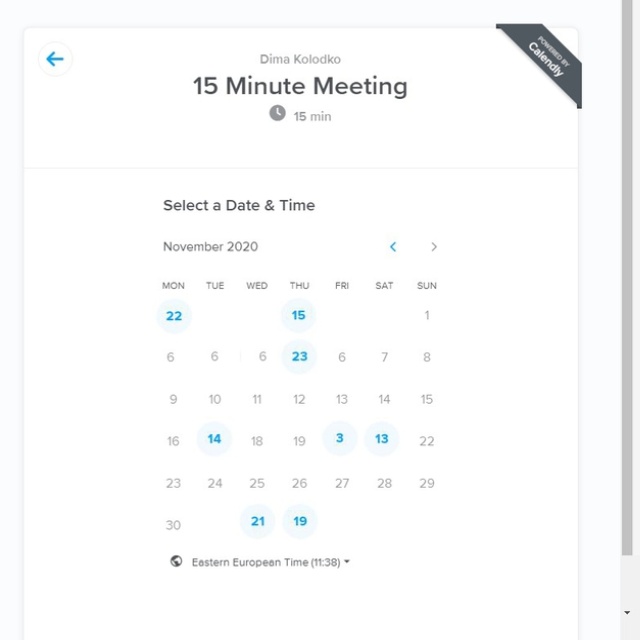 POWERED BY
Calendly
Dima Kolodko
15 Minute Meeting
15 min
Select a Date & Time
November 2020
MON TUE WED THU FRI SAT SUN
22 15 1
6 6 6 23 6 7 8
9 10 11 12 13 14 15
16 14 18 19 3 13 22
23 24 25 26 27 28 29
30 21 19
Eastern European Time (11:38)